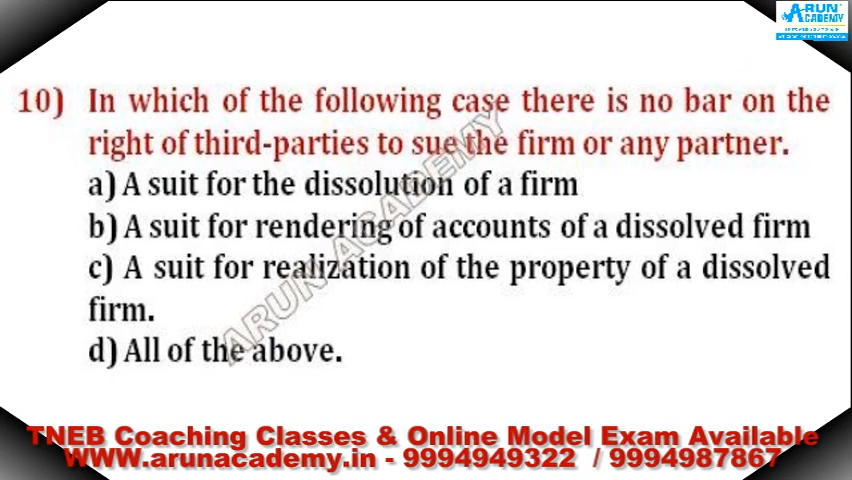 ARUN
ACADEMY
10) In which of the following case there is no bar on the
right of third-parties to sue the firm or any partner.
a) A suit for the dissolution of a firm
b) A suit for rendering of accounts of a dissolved firm
c) A suit for realization of the property of a dissolved
firm.
d) All of the above.
ARUN ACADEMY
TNEB Coaching Classes & Online Model Exam Available
WWW.arunacademy.in - 9994949322 / 9994987867